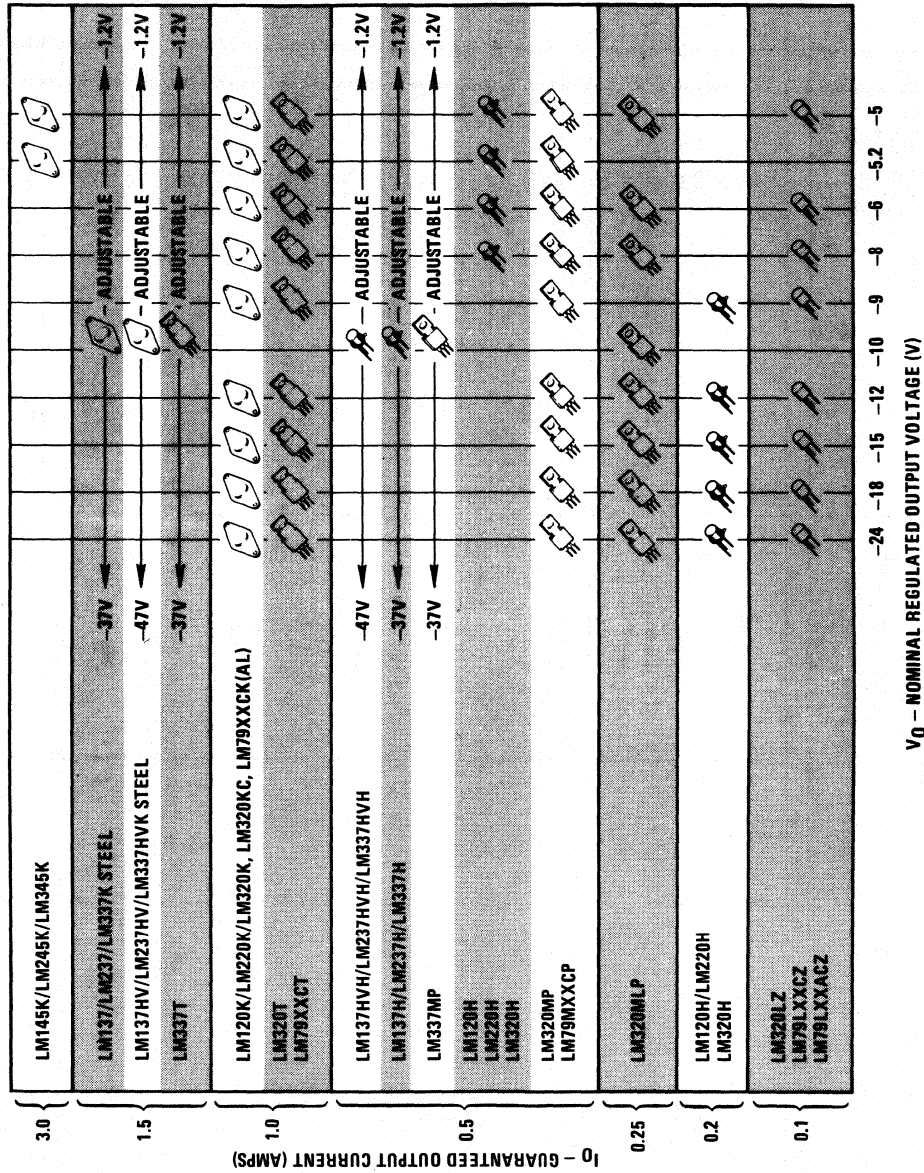 I₀ – GUARANTEED OUTPUT CURRENT (AMPS)
3.0
LM145K/LM245K/LM345K
1.5
LM137/LM237/LM337K STEEL
–37V
ADJUSTABLE
–1.2V
LM137HV/LM237HV/LM337HVK STEEL
–47V
ADJUSTABLE
–1.2V
LM337T
–37V
ADJUSTABLE
–1.2V
1.0
LM120K/LM220K/LM320K, LM320KC, LM79XXCK(AL)
LM320T
LM79XXCT
0.5
LM137HVH/LM237HVH/LM337HVH
–47V
ADJUSTABLE
–1.2V
LM137H/LM237H/LM337H
–37V
ADJUSTABLE
–1.2V
LM337MP
–37V
ADJUSTABLE
–1.2V
LM120H
LM220H
LM320H
LM320MP
LM79MXXCP
0.25
LM320MLP
0.2
LM120H/LM220H
LM320H
0.1
LM320LZ
LM79LXXCZ
LM79LXXACZ
–24 –18 –15 –12 –10 –9 –8 –6 –5.2 –5
V₀ – NOMINAL REGULATED OUTPUT VOLTAGE (V)